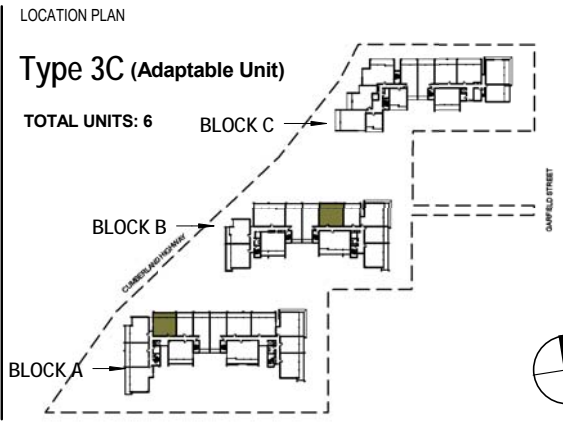 LOCATION PLAN
Type 3C (Adaptable Unit)
TOTAL UNITS: 6
BLOCK C
GARFIELD STREET
BLOCK B
CUMBERLAND HIGHWAY
BLOCK A